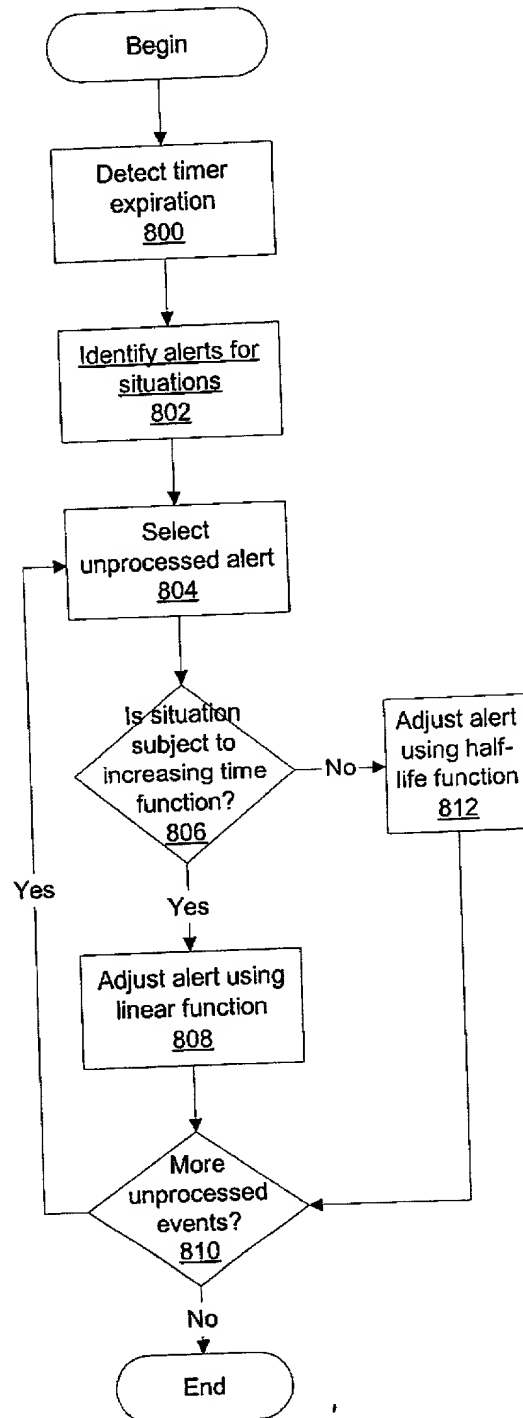 Begin
Detect timer
expiration
800
Identify alerts for
situations
802
Select
unprocessed alert
804
Is situation
subject to
increasing time
function?
806
No
Adjust alert
using half-
life function
812
Yes
Yes
Adjust alert using
linear function
808
More
unprocessed
events?
810
No
End